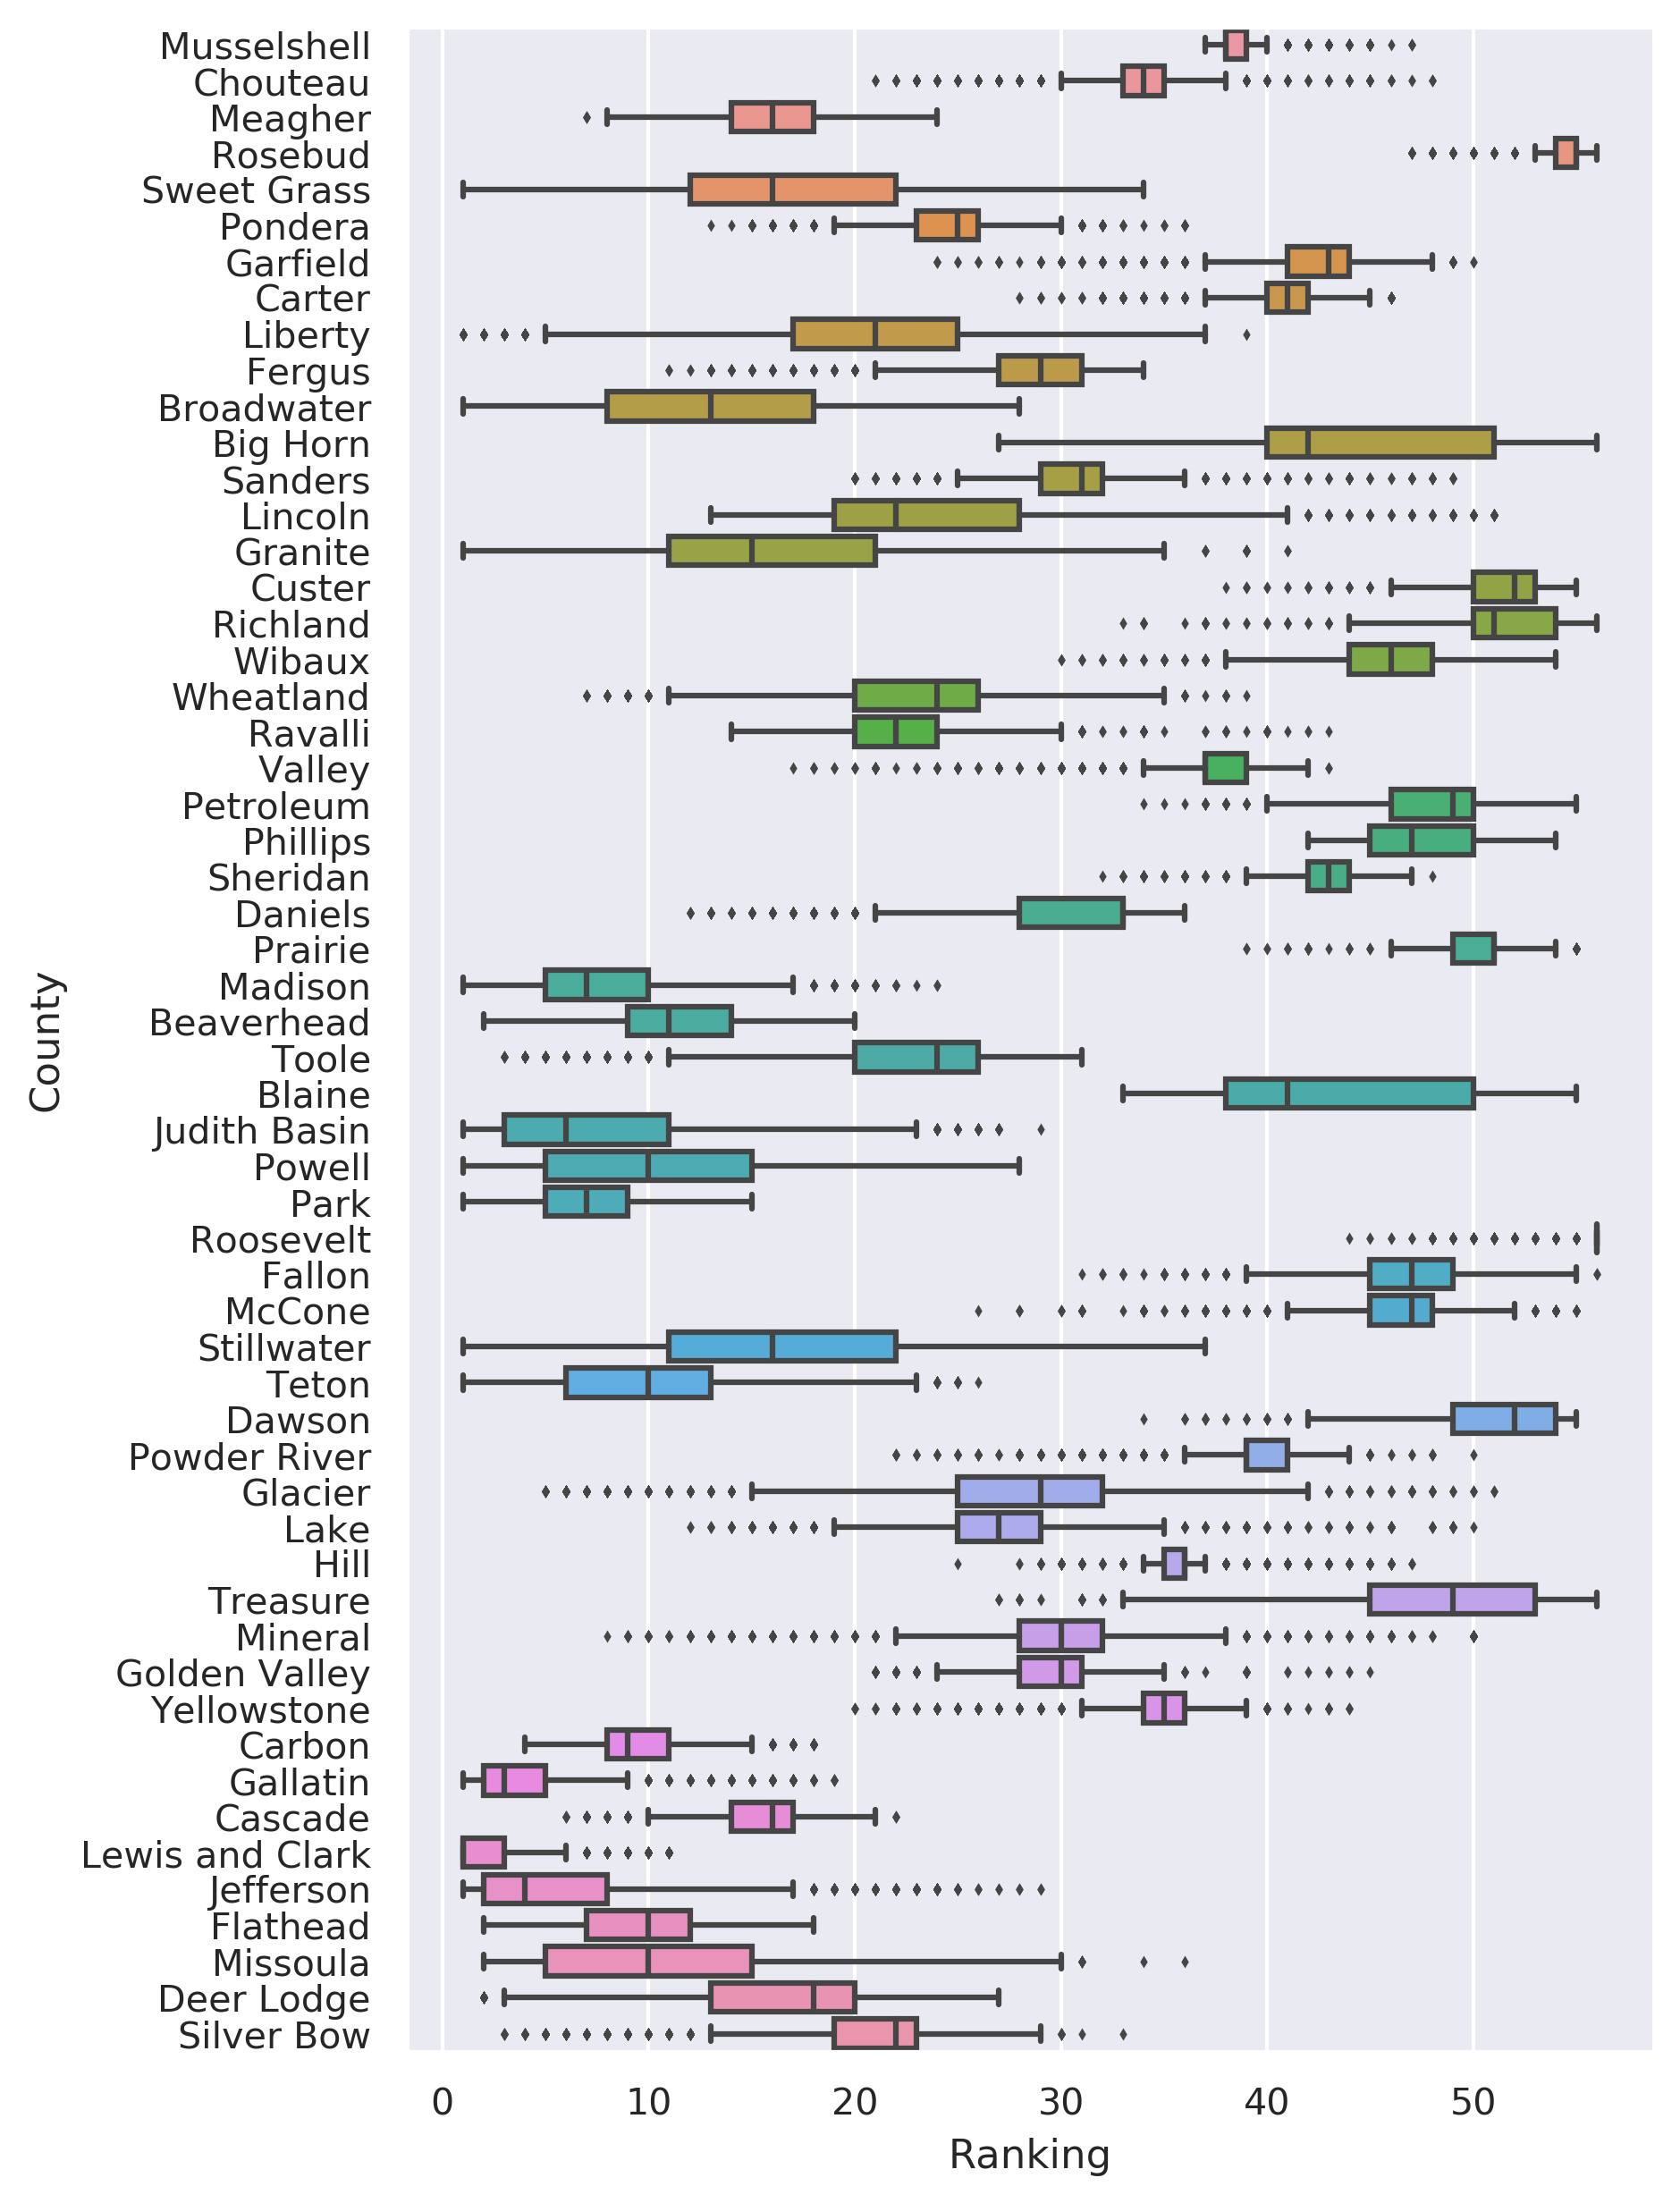 Musselshell
Chouteau
Meagher
Rosebud
Sweet Grass
Pondera
Garfield
Carter
Liberty
Fergus
Broadwater
Big Horn
Sanders
Lincoln
Granite
Custer
Richland
Wibaux
Wheatland
Ravalli
Valley
Petroleum
Phillips
Sheridan
Daniels
Prairie
Madison
Beaverhead
Toole
Blaine
Judith Basin
Powell
Park
Roosevelt
Fallon
McCone
Stillwater
Teton
Dawson
Powder River
Glacier
Lake
Hill
Treasure
Mineral
Golden Valley
Yellowstone
Carbon
Gallatin
Cascade
Lewis and Clark
Jefferson
Flathead
Missoula
Deer Lodge
Silver Bow
County
0 10 20 30 40 50
Ranking